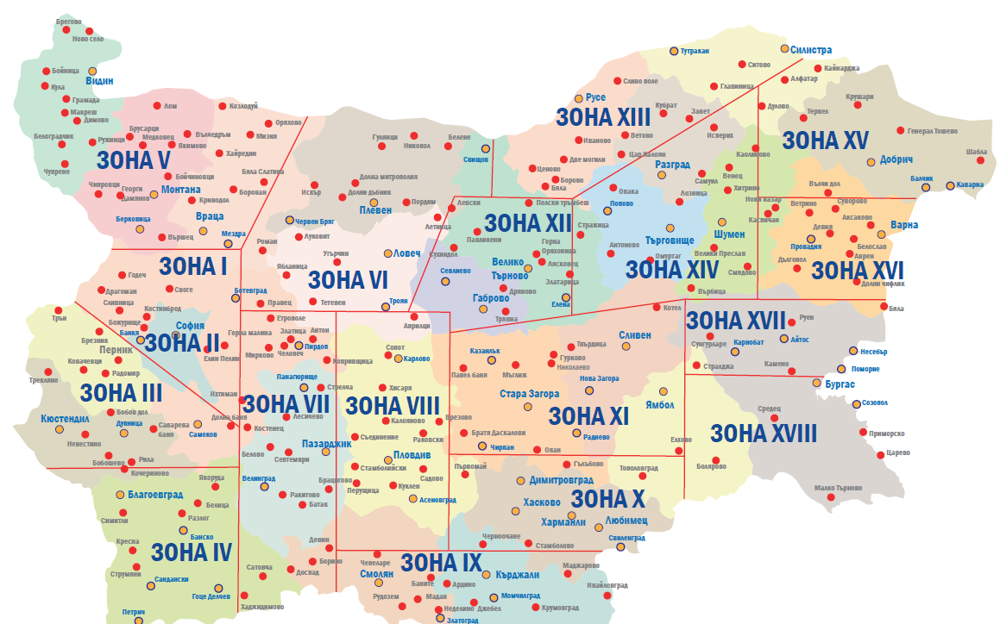 Брегово
Ново село
Бойница
Видин
Кула
Грамада
Макреш
Димово
Белоградчик
Ружинци
Чупрене
Лом
Козлодуй
Оряхово
Брусарци
Медковец
Вълчедръм
Мизия
Якимово
Хайредин
ЗОНА V
Бойчиновци
Бяла Слатина
Чипровци
Георги
Дамянов
Монтана
Криводол
Борован
Берковица
Враца
Вършец
Мездра
Роман
Гулянци
Никопол
Белене
Свищов
Искър
Долна митрополия
Долни дъбник
Плевен
Пордим
Левски
Летница
Червен Бряг
Луковит
Угърчин
Ловеч
Ябланица
ЗОНА VI
Тетевен
Троян
Априлци
Сухиндол
Севлиево
Габрово
Трявна
Дряново
Павликени
ЗОНА XII
Полски тръмбеш
Горна
Оряховица
Лясковец
Велико
Търново
Златарица
Елена
Стражица
Тутракан
Силистра
Ситово
Кайнарджа
Алфатар
Главиница
Сливо поле
Русе
Кубрат
Завет
Дулово
ЗОНА XIII
Исперих
Иваново
Ветово
Цар Калоян
Две могили
Ценово
Борово
Бяла
Разград
Самуил
Лозница
Опака
Попово
Търговище
Антоново
Омуртаг
ЗОНА XIV
Каолиново
Венец
Хитрино
Нови пазар
Каспичан
Шумен
Велики Преслав
Смядово
Върбица
Крушари
Тервел
Генерал Тошево
ЗОНА XV
Добрич
Шабла
Балчик
Каварна
Вълчи дол
Ветрино
Суворово
Аксаково
Девня
Варна
Провадия
Белослав
Аврен
Дългопол
ЗОНА XVI
Долни чифлик
Бяла
ЗОНА I
Годеч
Драгоман
Своге
Ботевград
Правец
Сливница
Костинброд
Божурище
Етрополе
Трън
Банкя
София
Горна малина
Златица
Антон
Брезник
ЗОНА II
Елин Пелин
Мирково
Челопеч
Пирдоп
Копривщица
Перник
Ковачевци
Радомир
Трекляно
Панагюрище
Стрелча
ЗОНА III
Ихтиман
ЗОНА VII
Бобов дол
Кюстендил
Дупница
Сапарева
баня
Самоков
Долна баня
Костенец
Лесичево
Невестино
Бобошево
Рила
Кочериново
Белово
Септември
Пазарджик
Велинград
Ракитово
Батак
Брацигово
Благоевград
Якоруда
Белица
Симитли
Разлог
Банско
Кресна
ЗОНА IV
Струмяни
Сандански
Гоце Делчев
Петрич
Хаджидимово
Сатовча
Доспад
Борино
Девин
Сопот
Карлово
Хисаря
ЗОНА VIII
Калояново
Брезово
Съединение
Раковски
Пловдив
Стамболийски
Садово
Перущица
Куклен
Асеновград
Първомай
Казанлък
Павел баня
Мъглиж
Гурково
Николаево
Твърдица
Сливен
Котел
Нова Загора
Стара Загора
ЗОНА XI
Братя Даскалови
Чирпан
Опан
Раднево
Ямбол
Елхово
Гълъбово
Тополовград
Димитровград
Хасково
ЗОНА X
Харманли
Любимец
Свиленград
Черноочене
Стамболово
Маджарово
Ивайловград
Чепеларе
ЗОНА IX
Смолян
Баните
Ардино
Кърджали
Момчилград
Рудозем
Мадан
Неделино
Джебел
Крумовград
Златоград
ЗОНА XVII
Руен
Сунгурларе
Карнобат
Айтос
Несебър
Стралджа
Камено
Поморие
Бургас
Средец
Созопол
ЗОНА XVIII
Приморско
Царево
Болярово
Малко Търново